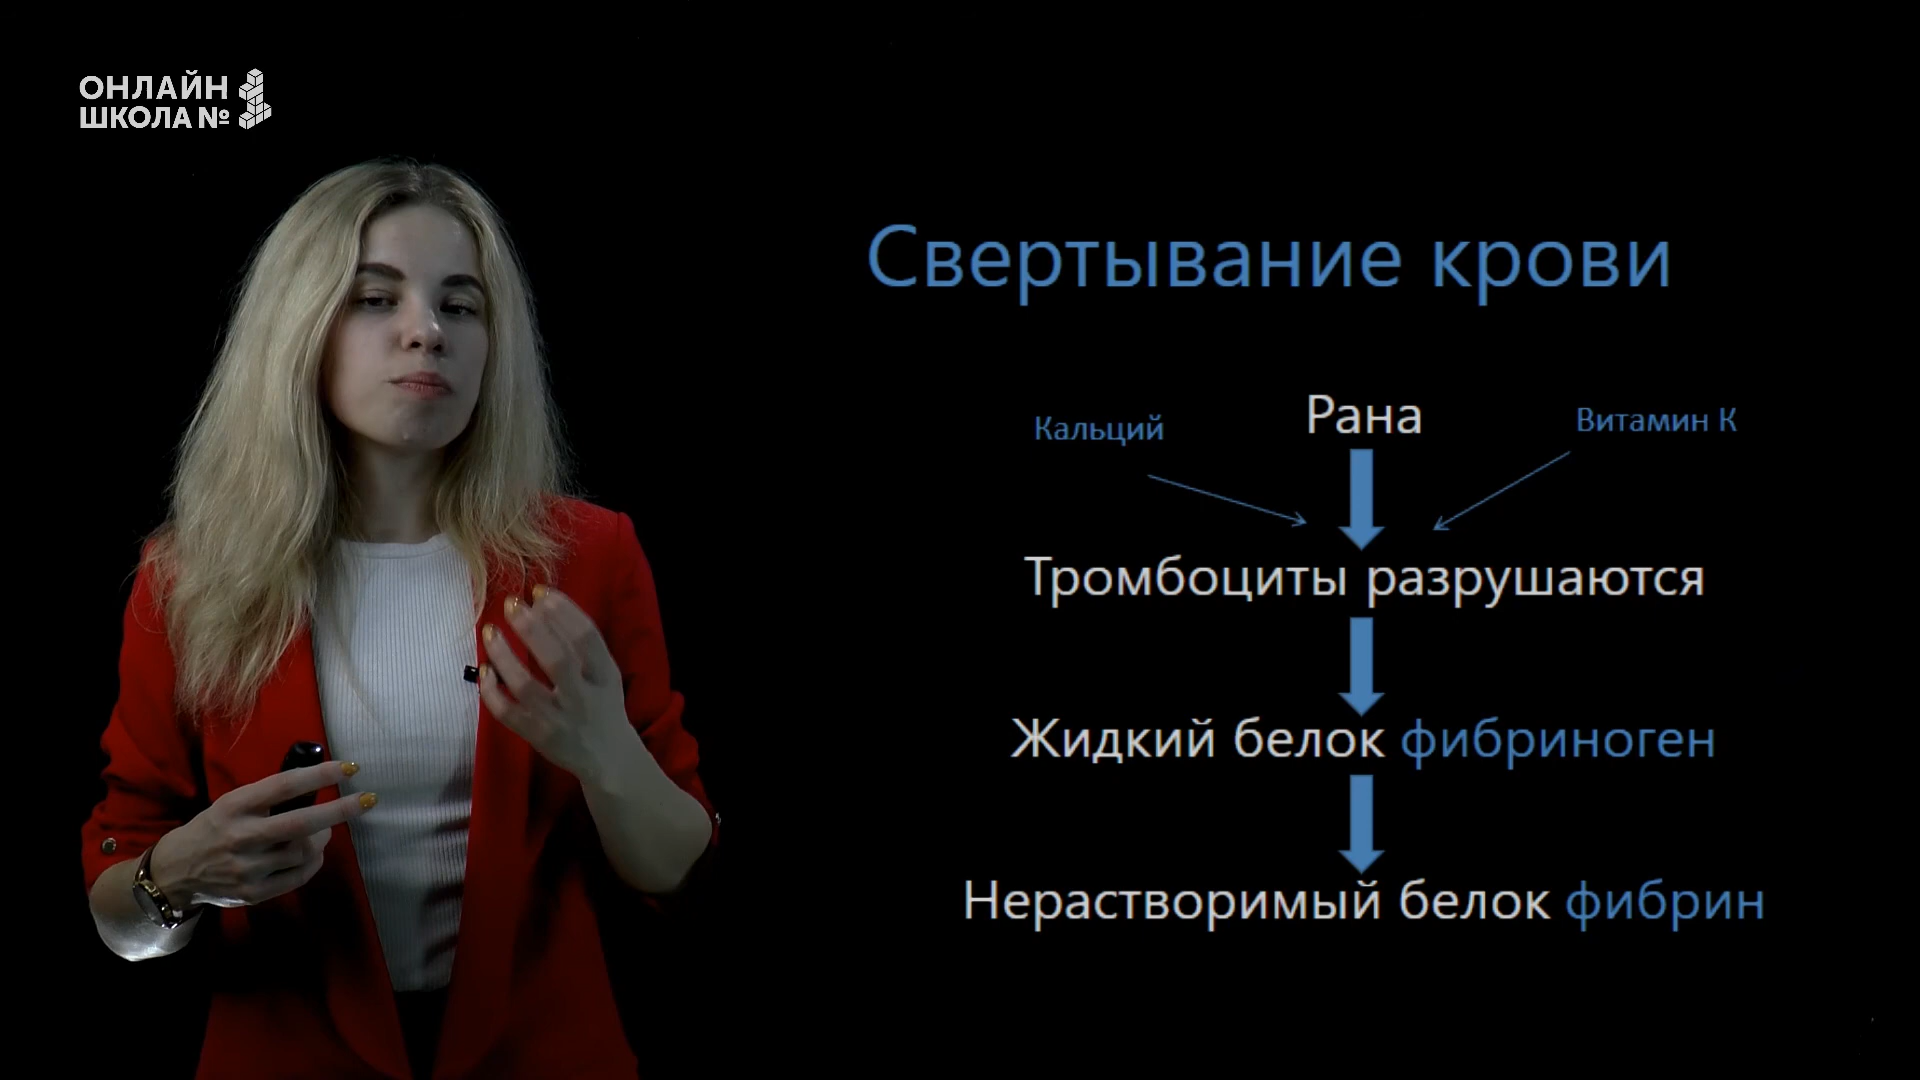 ОНЛАЙН
ШКОЛА №
Свертывание крови
Кальций
Рана
Витамин К
Тромбоциты разрушаются
Жидкий белок фибриноген
Нерастворимый белок фибрин